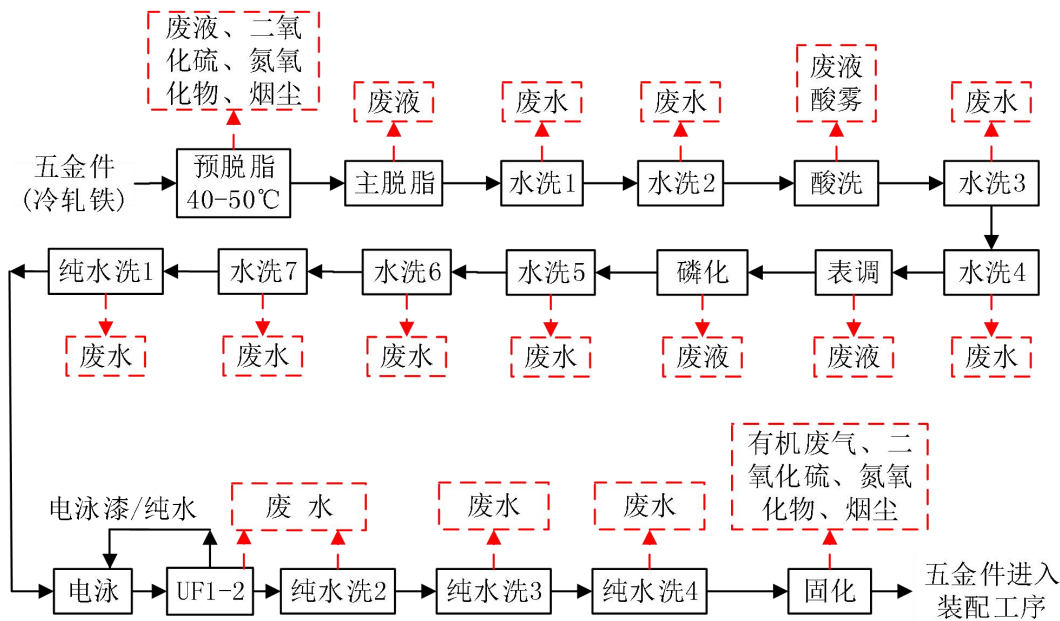 废液、二氧
化硫、氮氧
化物、烟尘
废液
废水
废水
废液
酸雾
废水
五金件
(冷轧铁)
预脱脂
40-50℃
主脱脂
水洗1
水洗2
酸洗
水洗3
纯水洗1
水洗7
水洗6
水洗5
磷化
表调
水洗4
废水
废水
废水
废水
废液
废液
废水
有机废气、二
氧化硫、氮氧
化物、烟尘
电泳漆/纯水
废 水
废水
废水
电泳
UF1-2
纯水洗2
纯水洗3
纯水洗4
固化
五金件进入
装配工序